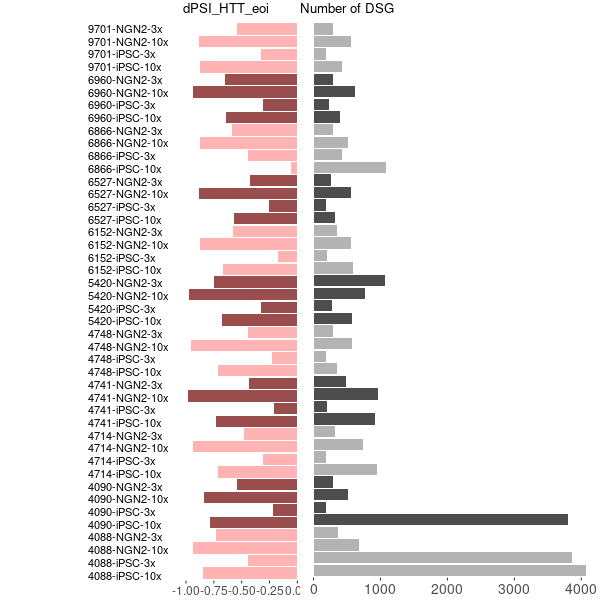 dPSI_HTT_eoi Number of DSG
9701-NGN2-3x
9701-NGN2-10x
9701-iPSC-3x
9701-iPSC-10x
6960-NGN2-3x
6960-NGN2-10x
6960-iPSC-3x
6960-iPSC-10x
6866-NGN2-3x
6866-NGN2-10x
6866-iPSC-3x
6866-iPSC-10x
6527-NGN2-3x
6527-NGN2-10x
6527-iPSC-3x
6527-iPSC-10x
6152-NGN2-3x
6152-NGN2-10x
6152-iPSC-3x
6152-iPSC-10x
5420-NGN2-3x
5420-NGN2-10x
5420-iPSC-3x
5420-iPSC-10x
4748-NGN2-3x
4748-NGN2-10x
4748-iPSC-3x
4748-iPSC-10x
4741-NGN2-3x
4741-NGN2-10x
4741-iPSC-3x
4741-iPSC-10x
4714-NGN2-3x
4714-NGN2-10x
4714-iPSC-3x
4714-iPSC-10x
4090-NGN2-3x
4090-NGN2-10x
4090-iPSC-3x
4090-iPSC-10x
4088-NGN2-3x
4088-NGN2-10x
4088-iPSC-3x
4088-iPSC-10x
-1.00-0.75-0.50-0.250.0 0 1000 2000 3000 4000